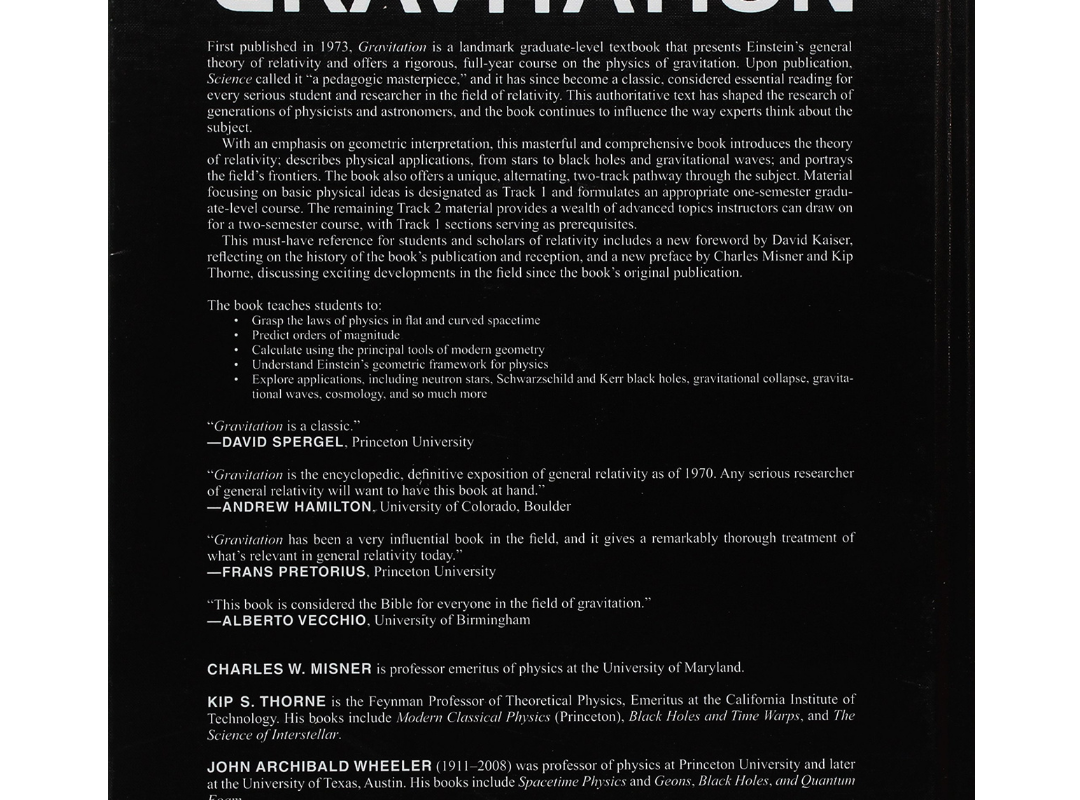 GRAVITATION
First published in 1973, Gravitation is a landmark graduate-level textbook that presents Einstein's general
theory of relativity and offers a rigorous, full-year course on the physics of gravitation. Upon publication,
Science called it “a pedagogic masterpiece,” and it has since become a classic, considered essential reading for
every serious student and researcher in the field of relativity. This authoritative text has shaped the research of
generations of physicists and astronomers, and the book continues to influence the way experts think about the
subject.
With an emphasis on geometric interpretation, this masterful and comprehensive book introduces the theory
of relativity; describes physical applications, from stars to black holes and gravitational waves; and portrays
the field's frontiers. The book also offers a unique, alternating, two-track pathway through the subject. Material
focusing on basic physical ideas is designated as Track 1 and formulates an appropriate one-semester gradu-
ate-level course. The remaining Track 2 material provides a wealth of advanced topics instructors can draw on
for a two-semester course, with Track 1 sections serving as prerequisites.
This must-have reference for students and scholars of relativity includes a new foreword by David Kaiser,
reflecting on the history of the book's publication and reception, and a new preface by Charles Misner and Kip
Thorne, discussing exciting developments in the field since the book's original publication.
The book teaches students to:
• Grasp the laws of physics in flat and curved spacetime
• Predict orders of magnitude
• Calculate using the principal tools of modern geometry
• Understand Einstein's geometric framework for physics
• Explore applications, including neutron stars, Schwarzschild and Kerr black holes, gravitational collapse, gravita-
tional waves, cosmology, and so much more
“Gravitation is a classic.”
—DAVID SPERGEL, Princeton University
“Gravitation is the encyclopedic, definitive exposition of general relativity as of 1970. Any serious researcher
of general relativity will want to have this book at hand.”
—ANDREW HAMILTON, University of Colorado, Boulder
“Gravitation has been a very influential book in the field, and it gives a remarkably thorough treatment of
what's relevant in general relativity today.”
—FRANS PRETORIUS, Princeton University
“This book is considered the Bible for everyone in the field of gravitation.”
—ALBERTO VECCHIO, University of Birmingham
CHARLES W. MISNER is professor emeritus of physics at the University of Maryland.
KIP S. THORNE is the Feynman Professor of Theoretical Physics, Emeritus at the California Institute of
Technology. His books include Modern Classical Physics (Princeton), Black Holes and Time Warps, and The
Science of Interstellar.
JOHN ARCHIBALD WHEELER (1911–2008) was professor of physics at Princeton University and later
at the University of Texas, Austin. His books include Spacetime Physics and Geons, Black Holes, and Quantum
Foam.